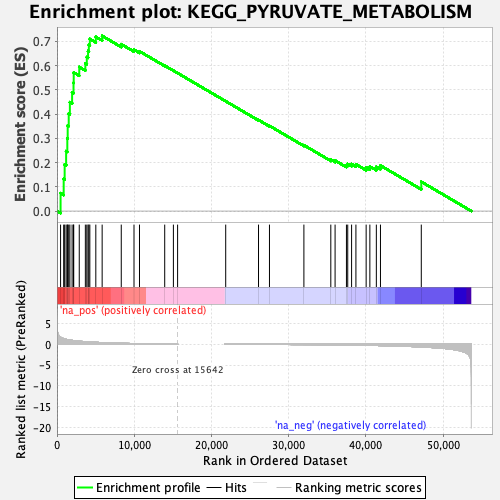 Enrichment plot: KEGG_PYRUVATE_METABOLISM
Enrichment score (ES)
0.7
0.6
0.5
0.4
0.3
0.2
0.1
0.0
'na_pos' (positively correlated)
Ranked list metric (PreRanked)
5
0
-5
-10
-15
-20
Zero cross at 15642
'na_neg' (negatively correlated)
0 10,000 20,000 30,000 40,000 50,000
Rank in Ordered Dataset
Enrichment profile Hits Ranking metric scores